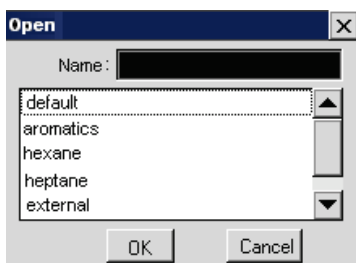 Open
Name:
default
aromatics
hexane
heptane
external
OK Cancel